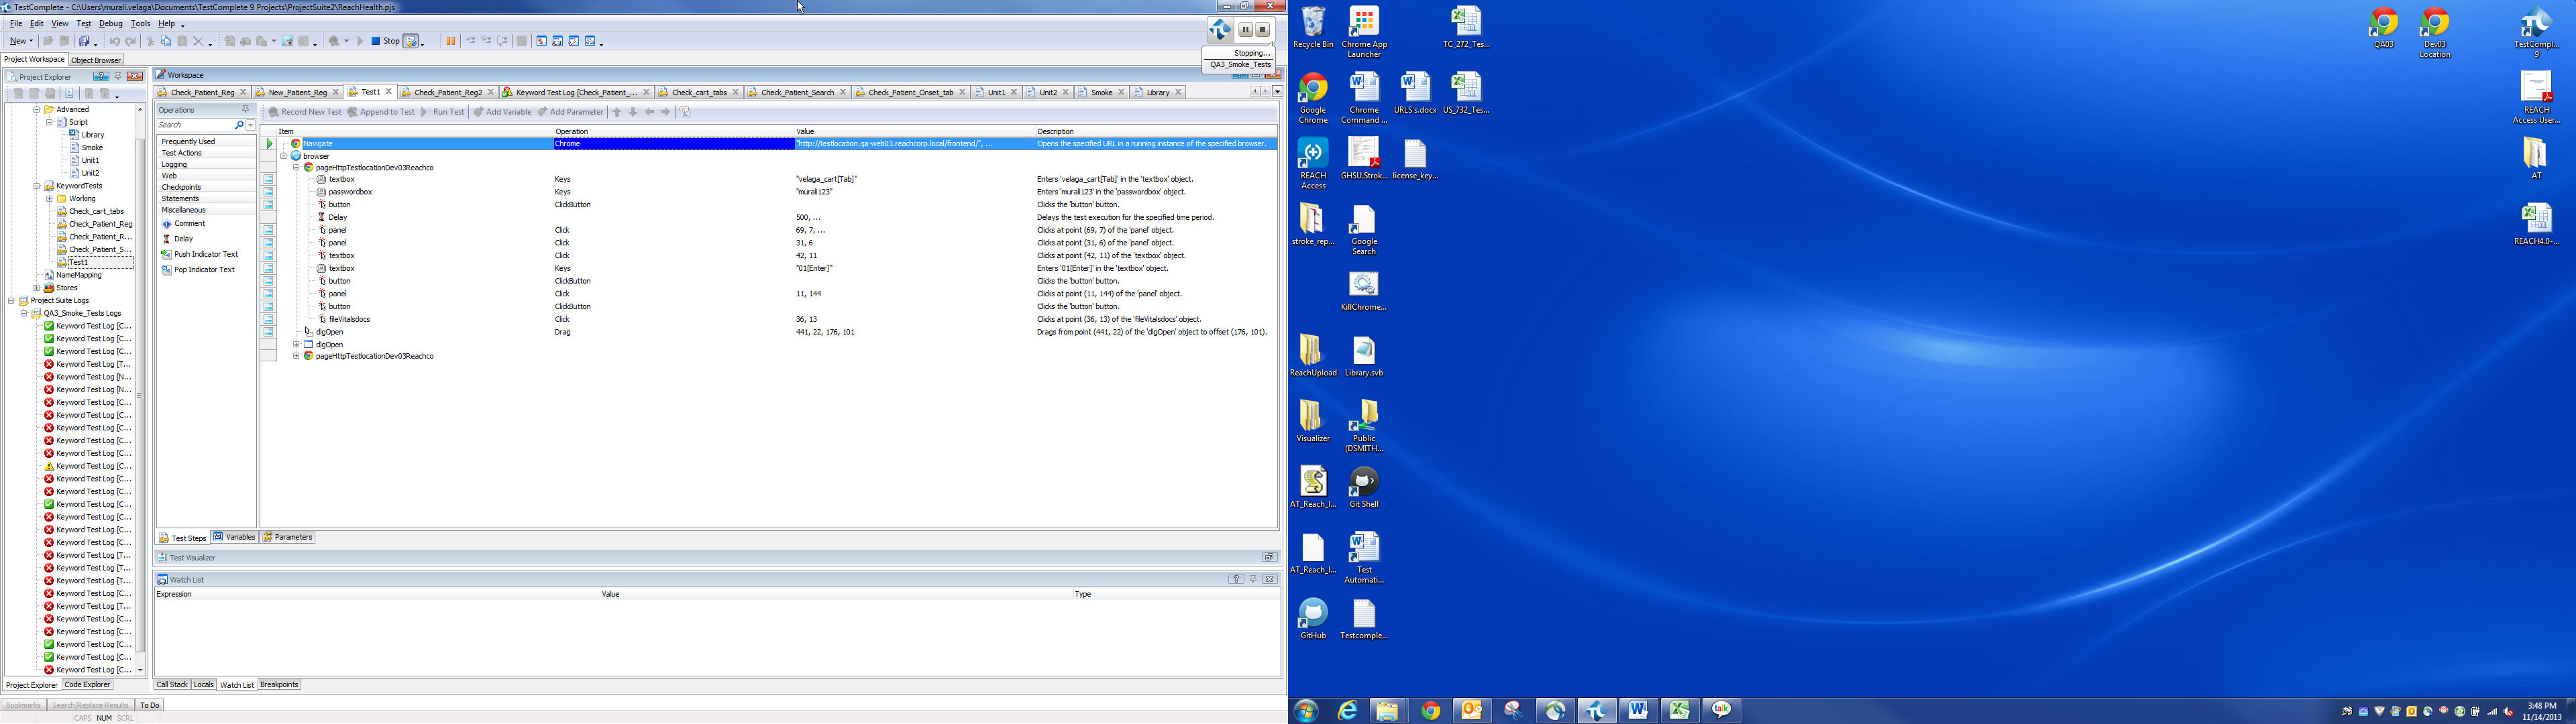 TestComplete - C:\Users\murali.velaga\Documents\TestComplete 9 Projects\ProjectSuite2\ReachHealth.pjs
File Edit View Test Debug Tools Help
New
Stop
Stopping...
QA3_Smoke_Tests
Project Workspace Object Browser
Project Explorer
Advanced
Script
Library
Smoke
Unit1
Unit2
KeywordTests
Working
Check_cart_tabs
Check_Patient_Reg
Check_Patient_R...
Check_Patient_S...
Test1
NameMapping
Stores
Project Suite Logs
QA3_Smoke_Tests Logs
Keyword Test Log [C...
Keyword Test Log [C...
Keyword Test Log [C...
Keyword Test Log [T...
Keyword Test Log [N...
Keyword Test Log [N...
Keyword Test Log [C...
Keyword Test Log [C...
Keyword Test Log [C...
Keyword Test Log [C...
Keyword Test Log [C...
Keyword Test Log [C...
Keyword Test Log [C...
Keyword Test Log [C...
Keyword Test Log [C...
Keyword Test Log [C...
Keyword Test Log [C...
Keyword Test Log [C...
Keyword Test Log [T...
Keyword Test Log [T...
Keyword Test Log [T...
Keyword Test Log [C...
Keyword Test Log [T...
Keyword Test Log [C...
Keyword Test Log [C...
Keyword Test Log [C...
Keyword Test Log [C...
Keyword Test Log [C...
Project Explorer Code Explorer
Workspace
Check_Patient_Reg New_Patient_Reg Test1 Check_Patient_Reg2 Keyword Test Log [Check_Patient_... Check_cart_tabs Check_Patient_Search Check_Patient_Onset_tab Unit1 Unit2 Smoke Library
Operations
Search
Frequently Used
Test Actions
Logging
Web
Checkpoints
Statements
Miscellaneous
Comment
Delay
Push Indicator Text
Pop Indicator Text
Record New Test Append to Test Run Test Add Variable Add Parameter
Item Operation Value Description
Navigate Chrome "http://testlocation.qa-web03.reachcorp.local/frontend/", ... Opens the specified URL in a running instance of the specified browser.
browser
pageHttpTestlocationDev03Reachco
textbox Keys "velaga_cart[Tab]" Enters 'velaga_cart[Tab]' in the 'textbox' object.
passwordbox Keys "murali123" Enters 'murali123' in the 'passwordbox' object.
button ClickButton Clicks the 'button' button.
Delay 500, ... Delays the test execution for the specified time period.
panel Click 69, 7, ... Clicks at point (69, 7) of the 'panel' object.
panel Click 31, 6 Clicks at point (31, 6) of the 'panel' object.
textbox Click 42, 11 Clicks at point (42, 11) of the 'textbox' object.
textbox Keys "01[Enter]" Enters '01[Enter]' in the 'textbox' object.
button ClickButton Clicks the 'button' button.
panel Click 11, 144 Clicks at point (11, 144) of the 'panel' object.
button ClickButton Clicks the 'button' button.
fileVitalsdocs Click 36, 13 Clicks at point (36, 13) of the 'fileVitalsdocs' object.
dlgOpen Drag 441, 22, 176, 101 Drags from point (441, 22) of the 'dlgOpen' object to offset (176, 101).
dlgOpen
pageHttpTestlocationDev03Reachco
Test Steps Variables Parameters
Test Visualizer
Watch List
Expression Value Type
Call Stack Locals Watch List Breakpoints
Bookmarks Search/Replace Results To Do
CAPS NUM SCRL
Recycle Bin
Chrome App Launcher
TC_272_Tes...
QA03
Dev03 Location
TestCompl... 9
Google Chrome
Chrome Command ...
URLS's.docx
US_732_Tes...
REACH Access User...
REACH Access
GHSU.Strok...
license_key...
AT
stroke_rep...
Google Search
REACH4.0-...
KillChrome...
ReachUpload
Library.svb
Visualizer
Public (DSMITH...
AT_Reach_l...
Git Shell
AT_Reach_l...
Test Automati...
GitHub
Testcomple...
talk
3:48 PM
11/14/2013